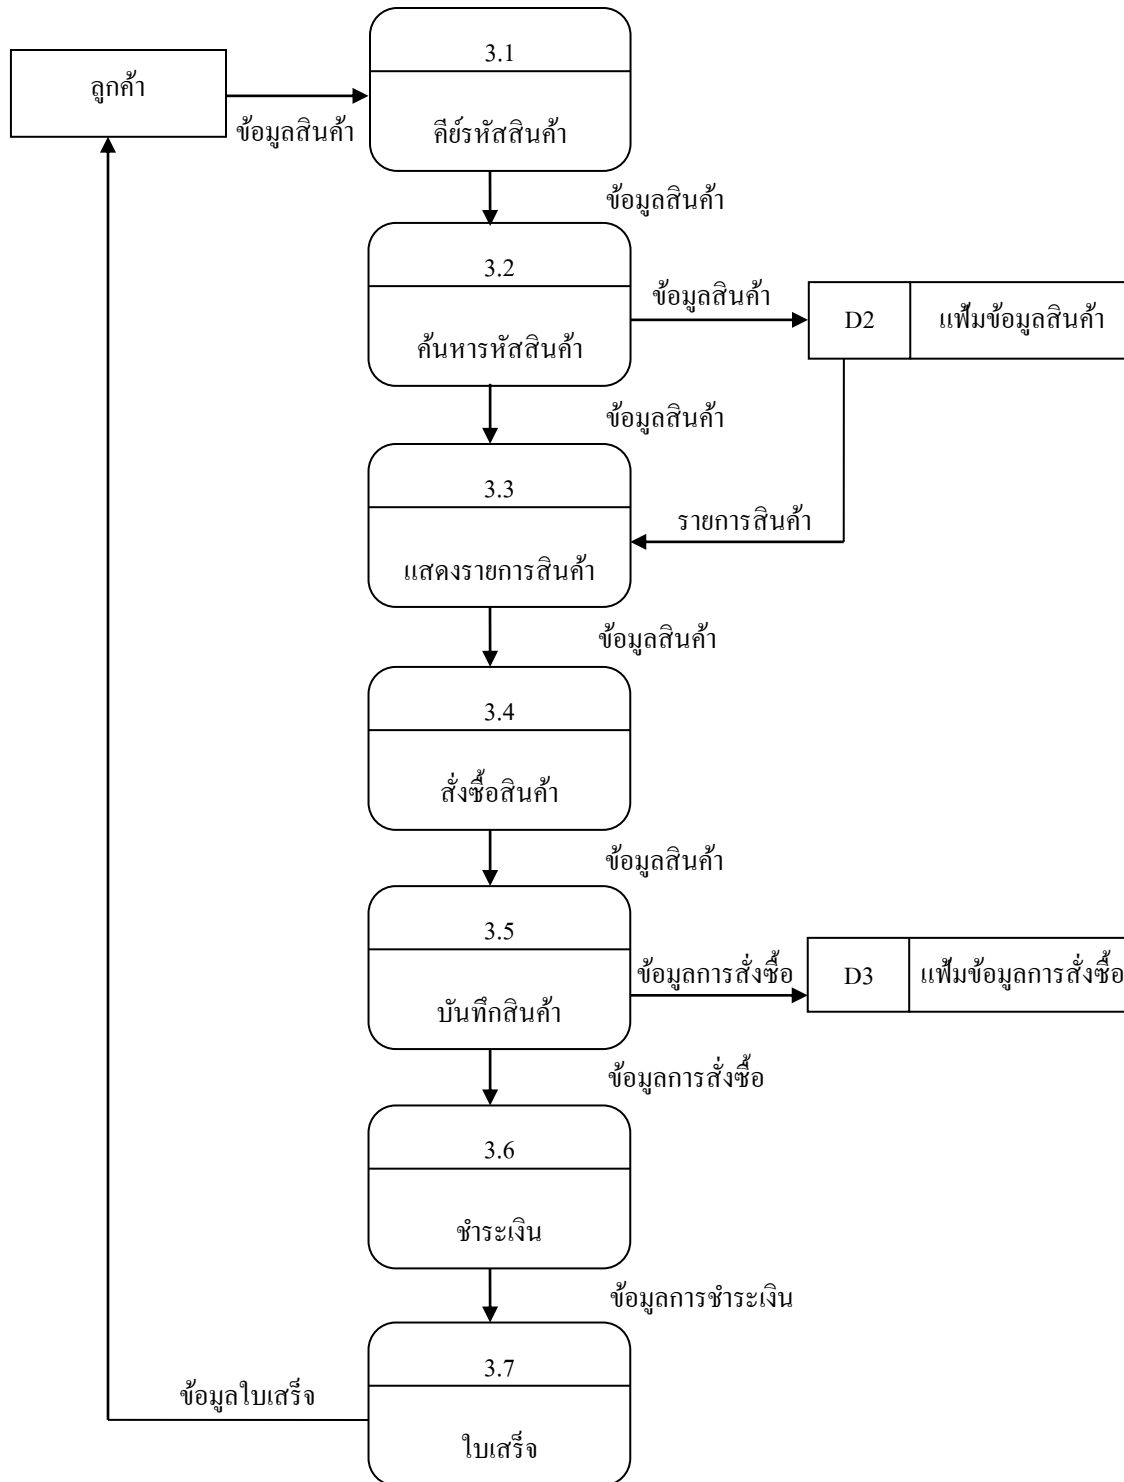 3.1
ลูกค้า
ข้อมูลสินค้า
คีย์รหัสสินค้า
ข้อมูลสินค้า
3.2
ข้อมูลสินค้า
D2
แฟ้มข้อมูลสินค้า
ค้นหารหัสสินค้า
ข้อมูลสินค้า
3.3
รายการสินค้า
แสดงรายการสินค้า
ข้อมูลสินค้า
3.4
สั่งซื้อสินค้า
ข้อมูลสินค้า
3.5
ข้อมูลการสั่งซื้อ
D3
แฟ้มข้อมูลการสั่งซื้อ
บันทึกสินค้า
ข้อมูลการสั่งซื้อ
3.6
ชำระเงิน
ข้อมูลการชำระเงิน
3.7
ข้อมูลใบเสร็จ
ใบเสร็จ